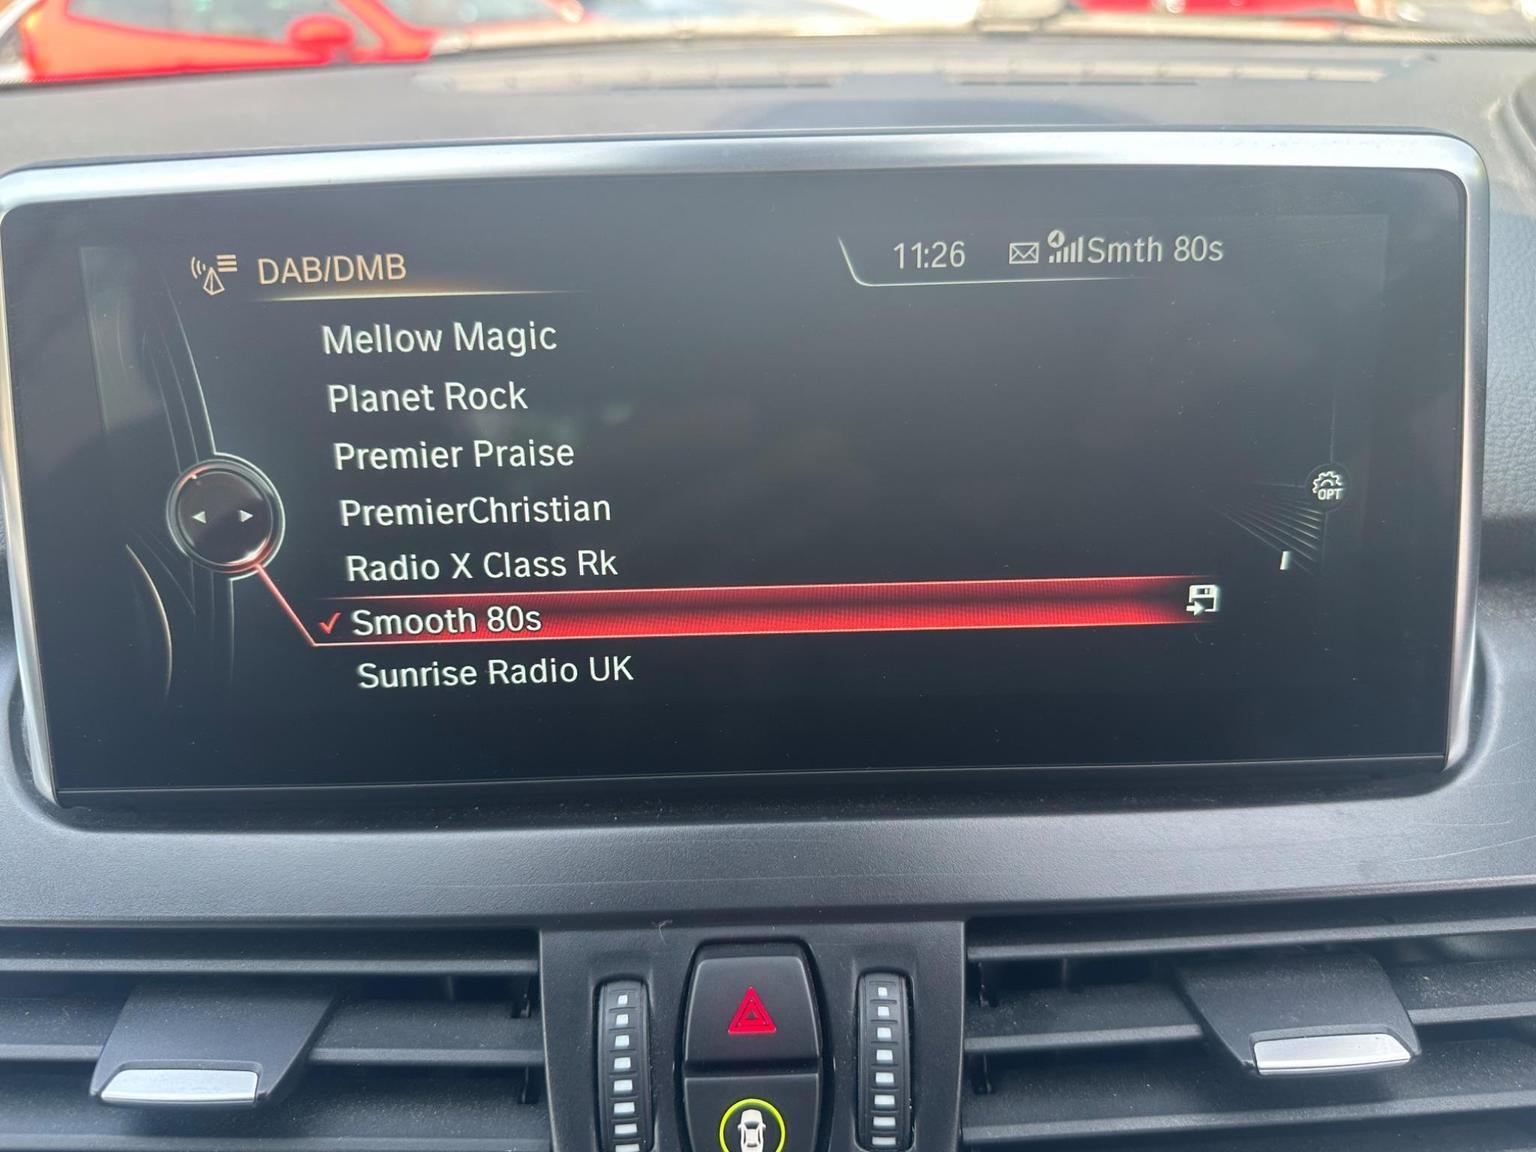 DAB/DMB
11:26 Smth 80s
Mellow Magic
Planet Rock
Premier Praise
PremierChristian
Radio X Class Rk
Smooth 80s
Sunrise Radio UK
OPT